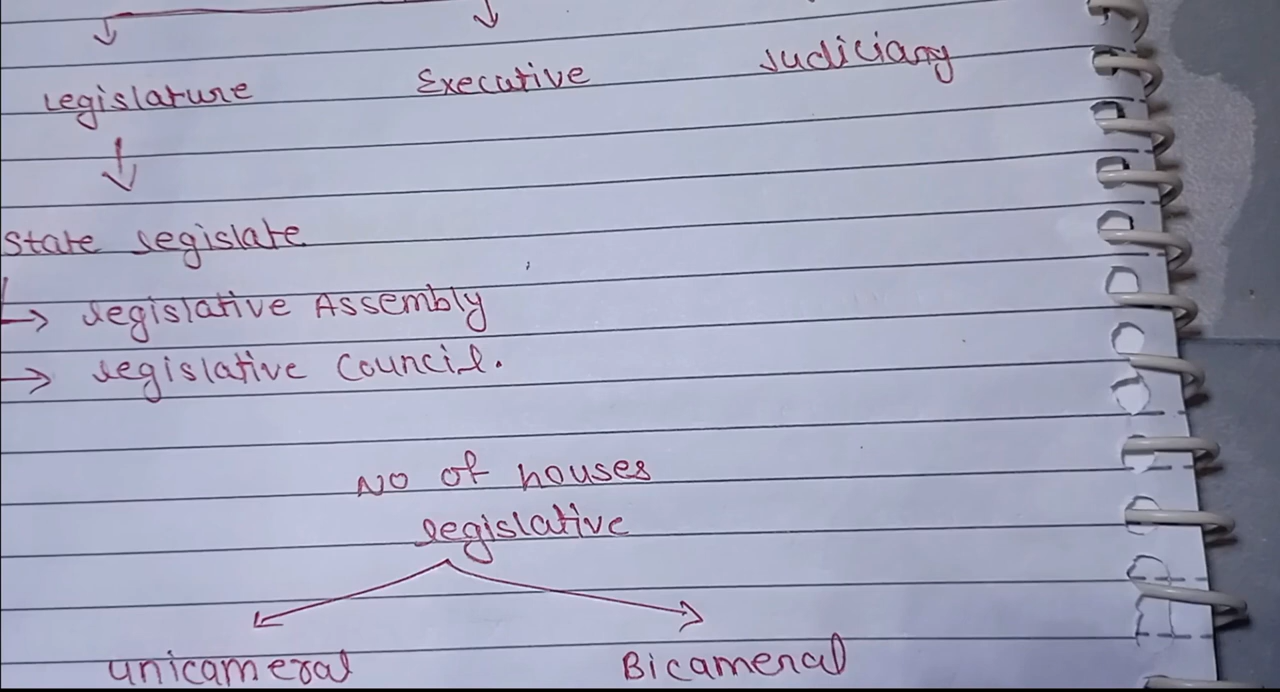 Legislature Executive Judiciary
State Legislate
→ Legislative Assembly
→ Legislative Council.
No of houses
legislative
Unicameral Bicameral